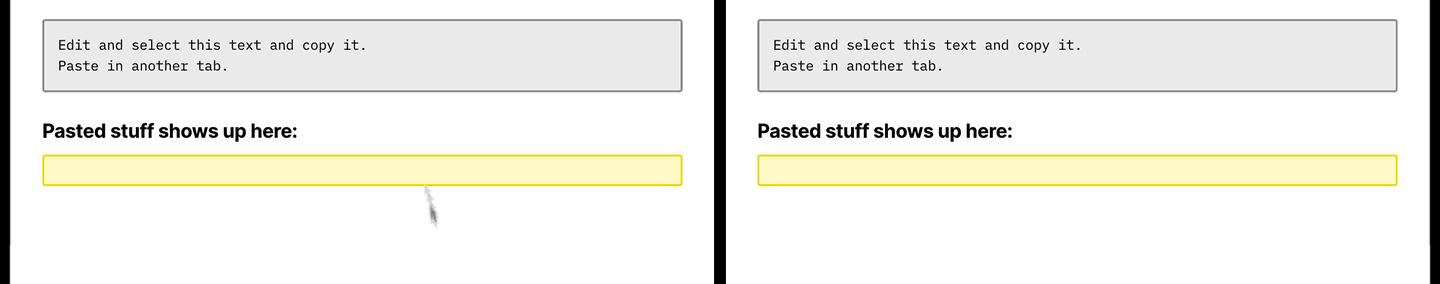 Edit and select this text and copy it.
Paste in another tab.
Pasted stuff shows up here:
Edit and select this text and copy it.
Paste in another tab.
Pasted stuff shows up here: